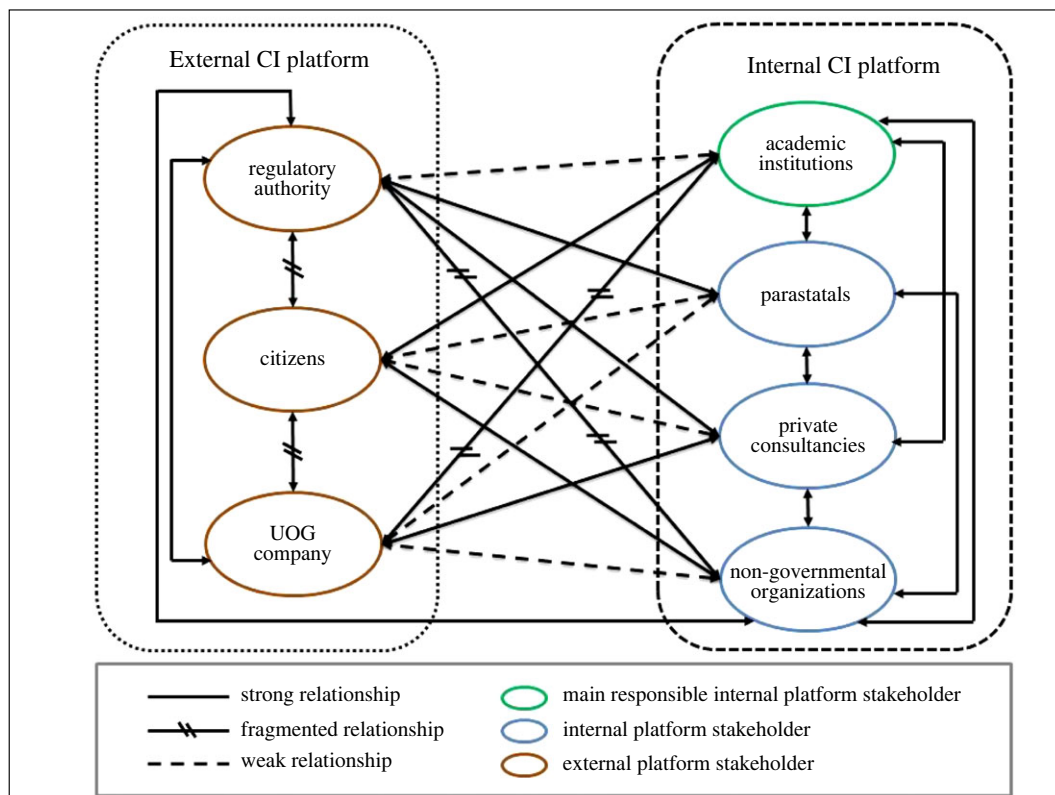 External CI platform
regulatory
authority
citizens
UOG
company
Internal CI platform
academic
institutions
parastatals
private
consultancies
non-governmental
organizations
strong relationship
fragmented relationship
weak relationship
main responsible internal platform stakeholder
internal platform stakeholder
external platform stakeholder